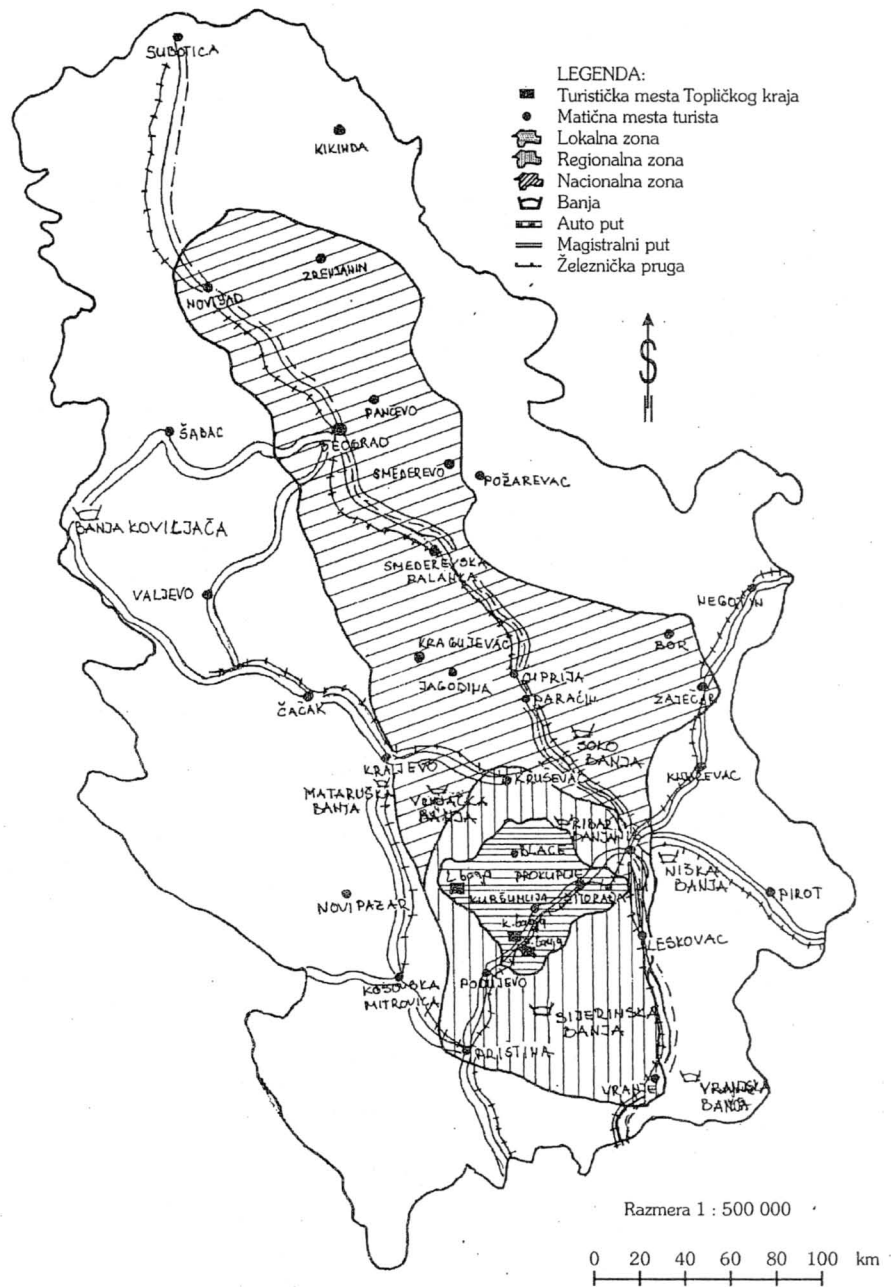 SUBOTICA
LEGENDA:
Turistička mesta Topličkog kraja
Matična mesta turista
Lokalna zona
Regionalna zona
Nacionalna zona
Banja
Auto put
Magistralni put
Železnička pruga
KIKINDA
S
ZRENJANIN
NOVI SAD
PANČEVO
ŠABAC
BEOGRAD
SMEDEREVO
POŽAREVAC
BANJA KOVILJAČA
SMEDEREVSKA
PALANKA
VALJEVO
NEGOTIN
BOR
KRAGUJEVAC
JAGODINA
ĆUPRIJA
PARAĆIN
ZAJEČAR
ČAČAK
SOKO
BANJA
KRALJEVO
KRUŠEVAC
KNJAŽEVAC
MATARUŠKA
BANJA
VRNJAČKA
BANJA
BLACE
NIŠKA
BANJA
PROKUPLJE
PIROT
KURŠUMLIJA
ŽITORAĐA
NOVI PAZAR
L. banja
K. banja
LESKOVAC
PODUJEVO
KOSOVSKA
MITROVICA
SIJERINSKA
BANJA
PRIŠTINA
VRANJE
VRANJSKA
BANJA
Razmera 1 : 500 000
0 20 40 60 80 100 km